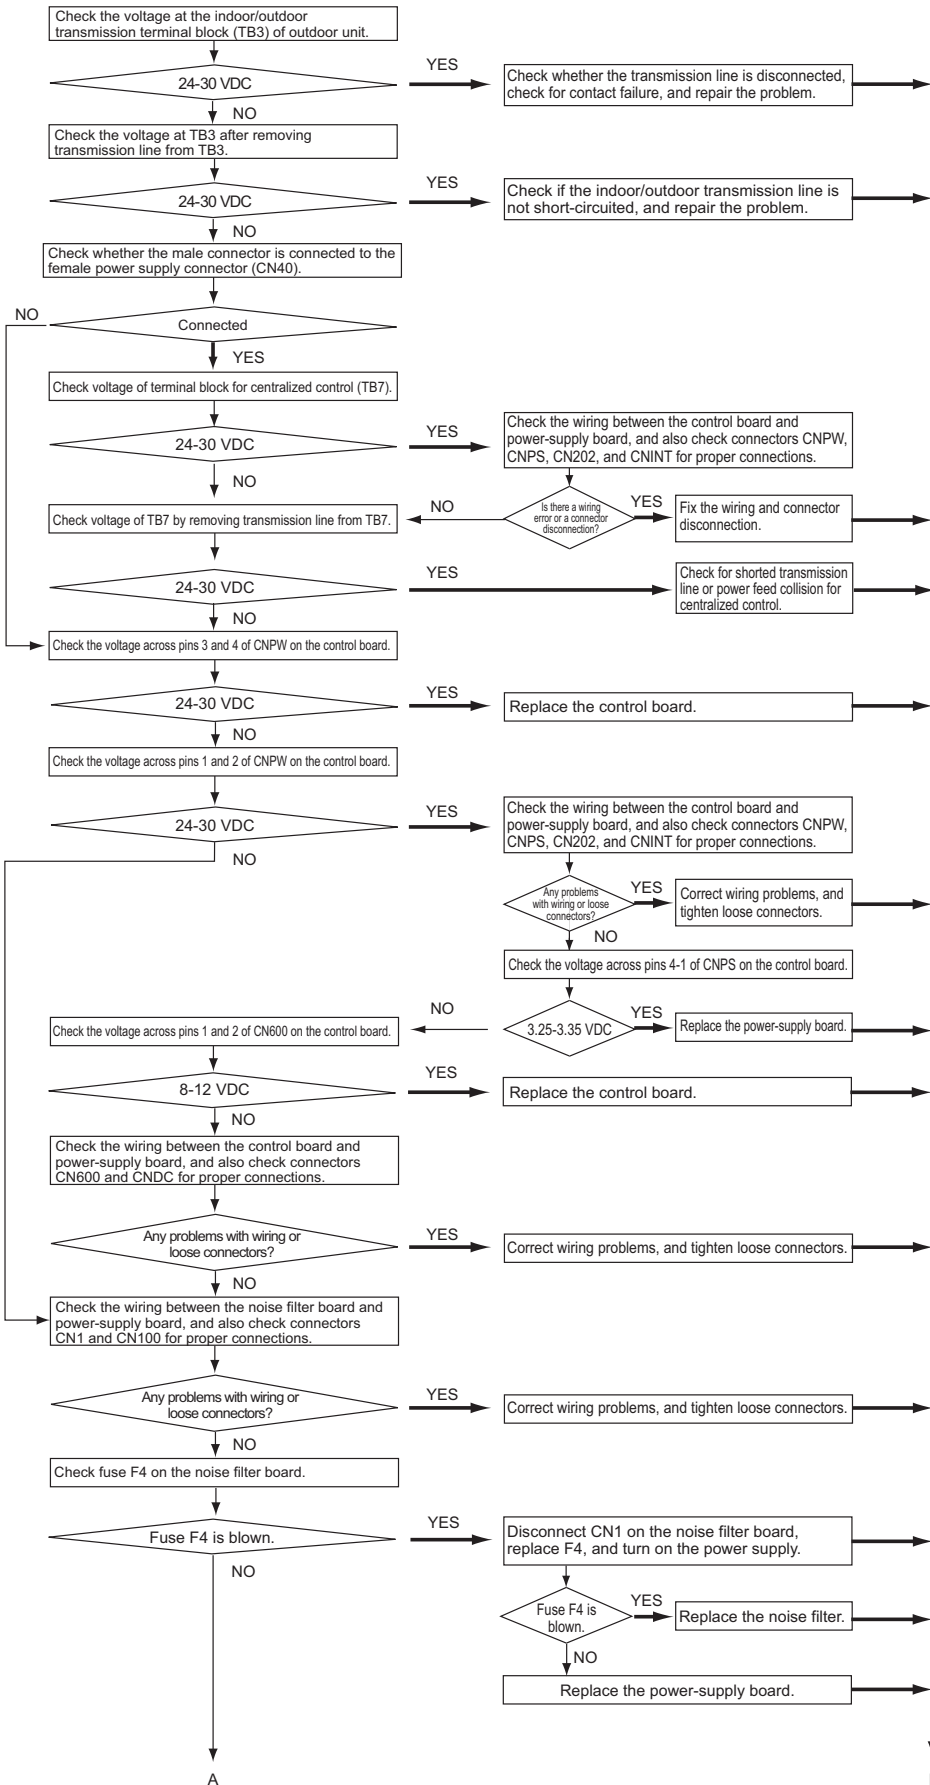 Check the voltage at the indoor/outdoor
transmission terminal block (TB3) of outdoor unit.
24-30 VDC
YES
Check whether the transmission line is disconnected,
check for contact failure, and repair the problem.
NO
Check the voltage at TB3 after removing
transmission line from TB3.
24-30 VDC
YES
Check if the indoor/outdoor transmission line is
not short-circuited, and repair the problem.
NO
Check whether the male connector is connected to the
female power supply connector (CN40).
NO
Connected
YES
Check voltage of terminal block for centralized control (TB7).
24-30 VDC
YES
Check the wiring between the control board and
power-supply board, and also check connectors CNPW,
CNPS, CN202, and CNINT for proper connections.
NO
Check voltage of TB7 by removing transmission line from TB7.
NO
Is there a wiring
error or a connector
disconnection?
YES
Fix the wiring and connector
disconnection.
24-30 VDC
YES
Check for shorted transmission
line or power feed collision for
centralized control.
NO
Check the voltage across pins 3 and 4 of CNPW on the control board.
24-30 VDC
YES
Replace the control board.
NO
Check the voltage across pins 1 and 2 of CNPW on the control board.
24-30 VDC
YES
Check the wiring between the control board and
power-supply board, and also check connectors CNPW,
CNPS, CN202, and CNINT for proper connections.
NO
Any problems
with wiring or loose
connectors?
YES
Correct wiring problems, and
tighten loose connectors.
NO
Check the voltage across pins 4-1 of CNPS on the control board.
3.25-3.35 VDC
YES
Replace the power-supply board.
NO
Check the voltage across pins 1 and 2 of CN600 on the control board.
8-12 VDC
YES
Replace the control board.
NO
Check the wiring between the control board and
power-supply board, and also check connectors
CN600 and CNDC for proper connections.
Any problems with wiring or
loose connectors?
YES
Correct wiring problems, and tighten loose connectors.
NO
Check the wiring between the noise filter board and
power-supply board, and also check connectors
CN1 and CN100 for proper connections.
Any problems with wiring or
loose connectors?
YES
Correct wiring problems, and tighten loose connectors.
NO
Check fuse F4 on the noise filter board.
Fuse F4 is blown.
YES
Disconnect CN1 on the noise filter board,
replace F4, and turn on the power supply.
NO
Fuse F4 is
blown.
YES
Replace the noise filter.
NO
Replace the power-supply board.
A